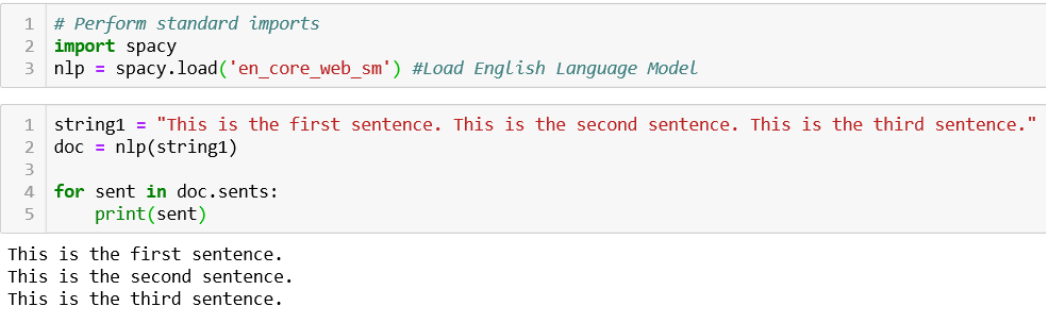 1 # Perform standard imports
2 import spacy
3 nlp = spacy.load('en_core_web_sm') #Load English Language Model
1 string1 = "This is the first sentence. This is the second sentence. This is the third sentence."
2 doc = nlp(string1)
3
4 for sent in doc.sents:
5     print(sent)
This is the first sentence.
This is the second sentence.
This is the third sentence.